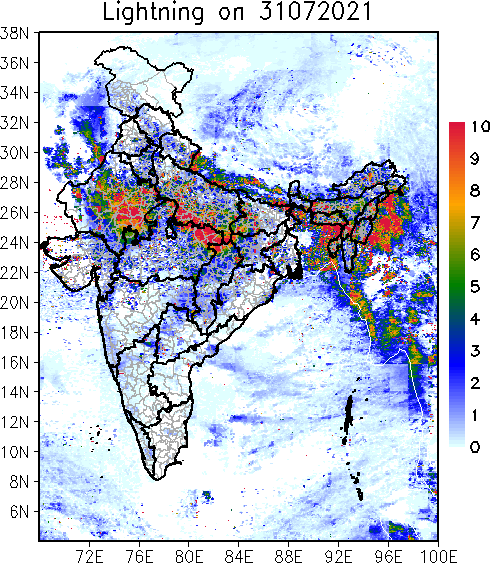 Lightning on 31072021
38N
36N
34N
32N
30N
28N
26N
24N
22N
20N
18N
16N
14N
12N
10N
8N
6N
72E 76E 80E 84E 88E 92E 96E 100E
10
9
8
7
6
5
4
3
2
1
0